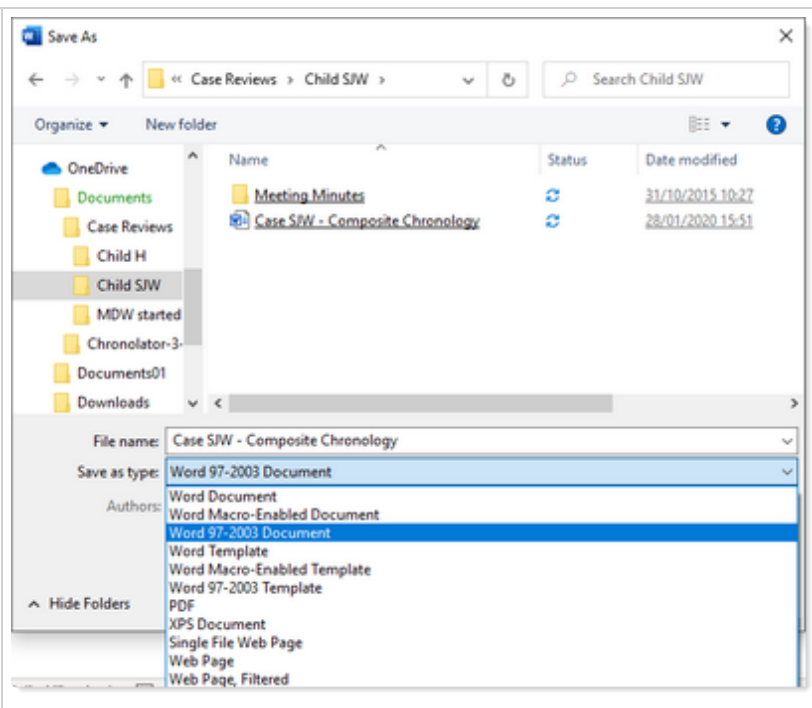 Save As
« Case Reviews › Child SJW ›
Search Child SJW
Organize
New folder
Name
Status
Date modified
OneDrive
Documents
Case Reviews
Child H
Child SJW
MDW started
Chronolator-3-
Documents01
Downloads
Meeting Minutes
31/10/2015 10:27
Case SJW - Composite Chronology
28/01/2020 15:51
File name: Case SJW - Composite Chronology
Save as type: Word 97-2003 Document
Authors:
Word Document
Word Macro-Enabled Document
Word 97-2003 Document
Word Template
Word Macro-Enabled Template
Word 97-2003 Template
PDF
XPS Document
Single File Web Page
Web Page
Web Page, Filtered
Hide Folders